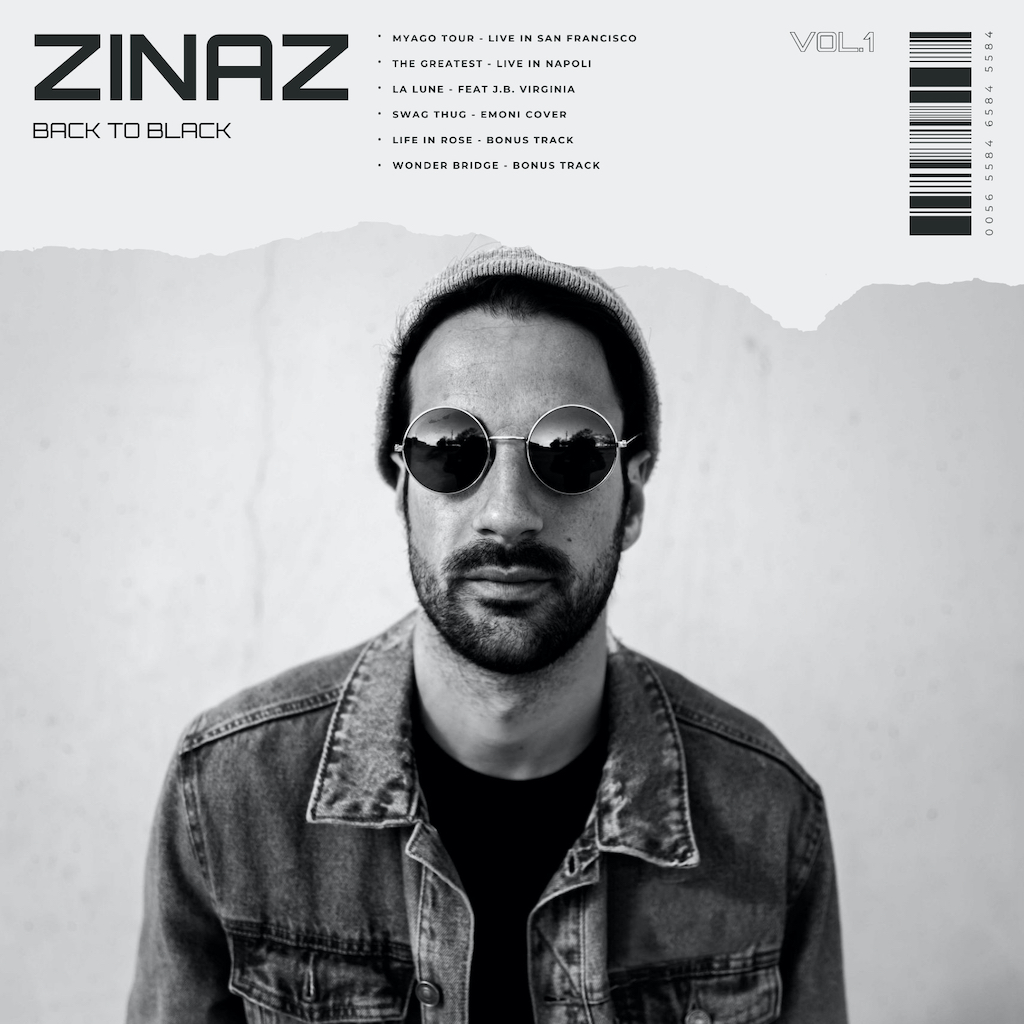 ZINAZ
BACK TO BLACK
• MYAGO TOUR - LIVE IN SAN FRANCISCO
• THE GREATEST - LIVE IN NAPOLI
• LA LUNE - FEAT J.B. VIRGINIA
• SWAG THUG - EMONI COVER
• LIFE IN ROSE - BONUS TRACK
• WONDER BRIDGE - BONUS TRACK
VOL.1
0056 5584 6584 5584